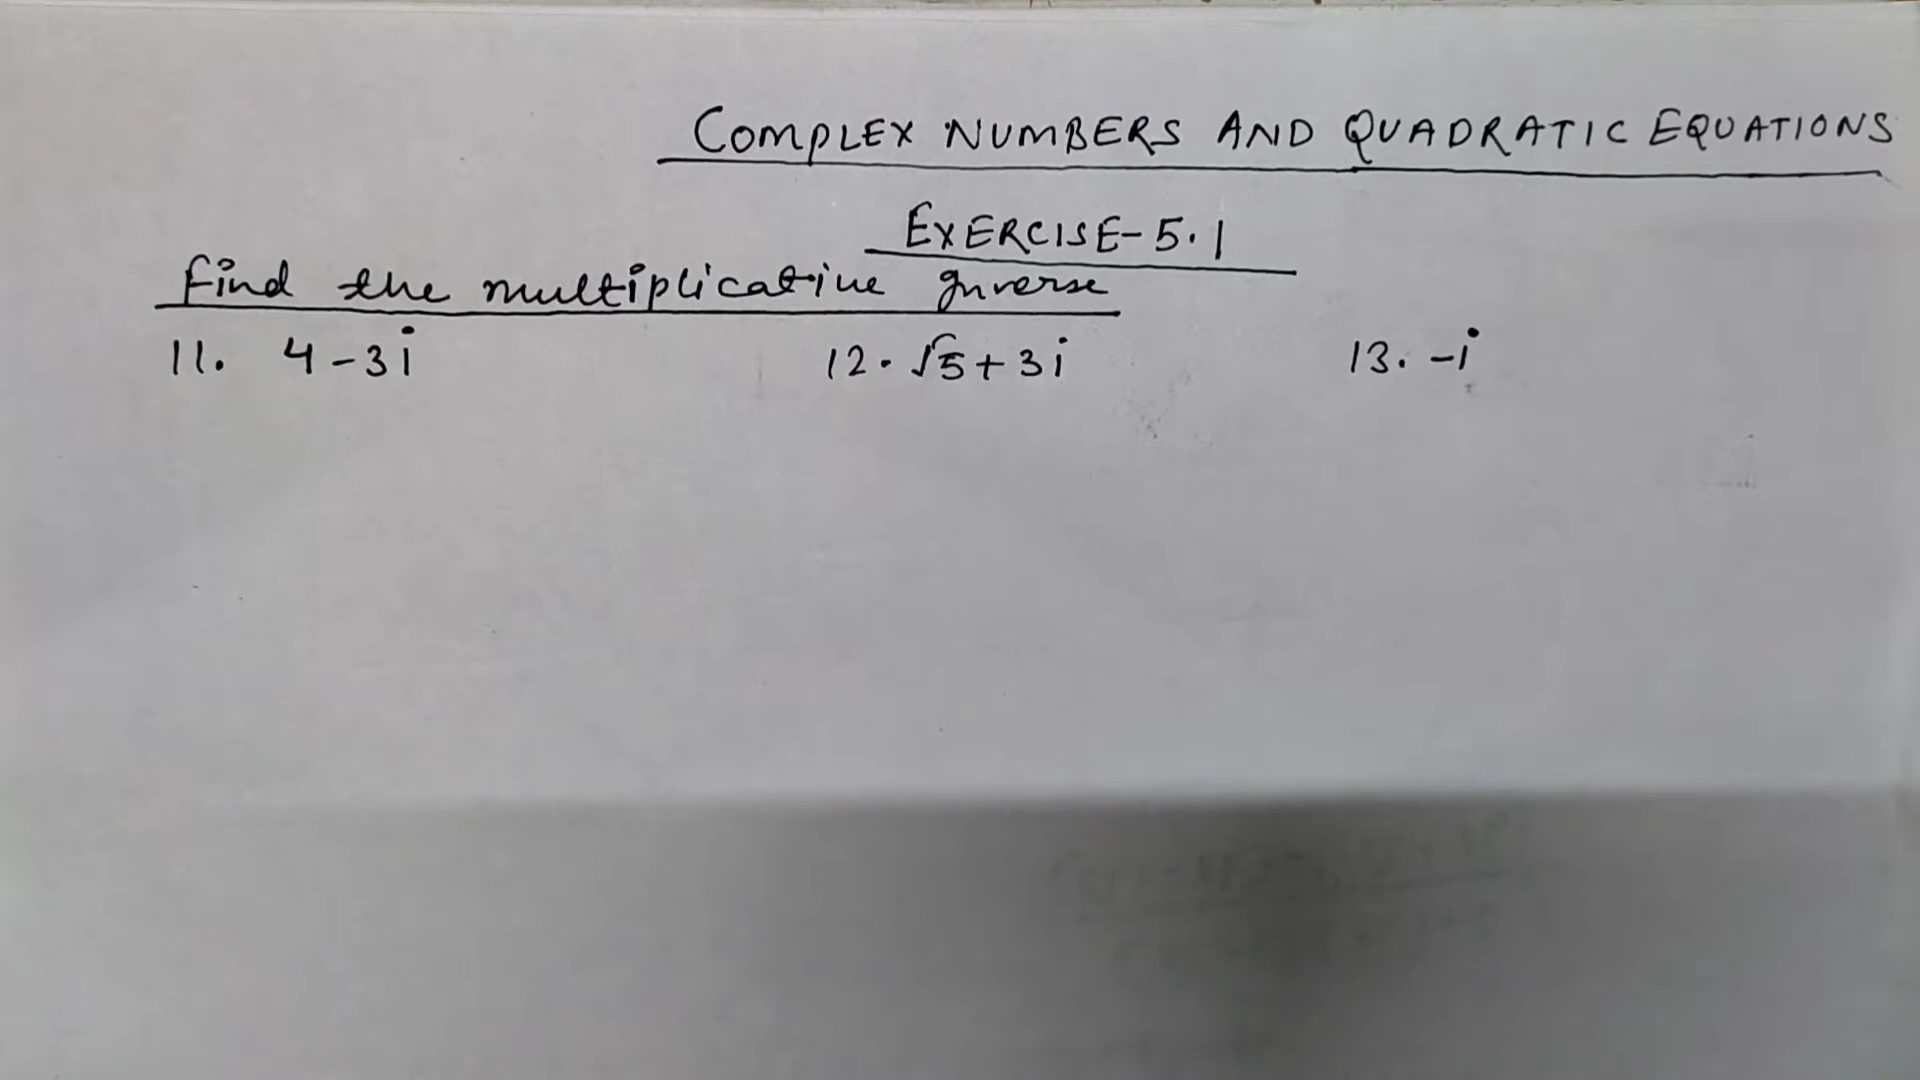 COMPLEX NUMBERS AND QUADRATIC EQUATIONS
EXERCISE-5.1
Find the multiplicative Inverse
11. 4-3i 12. √5+3i 13. -i